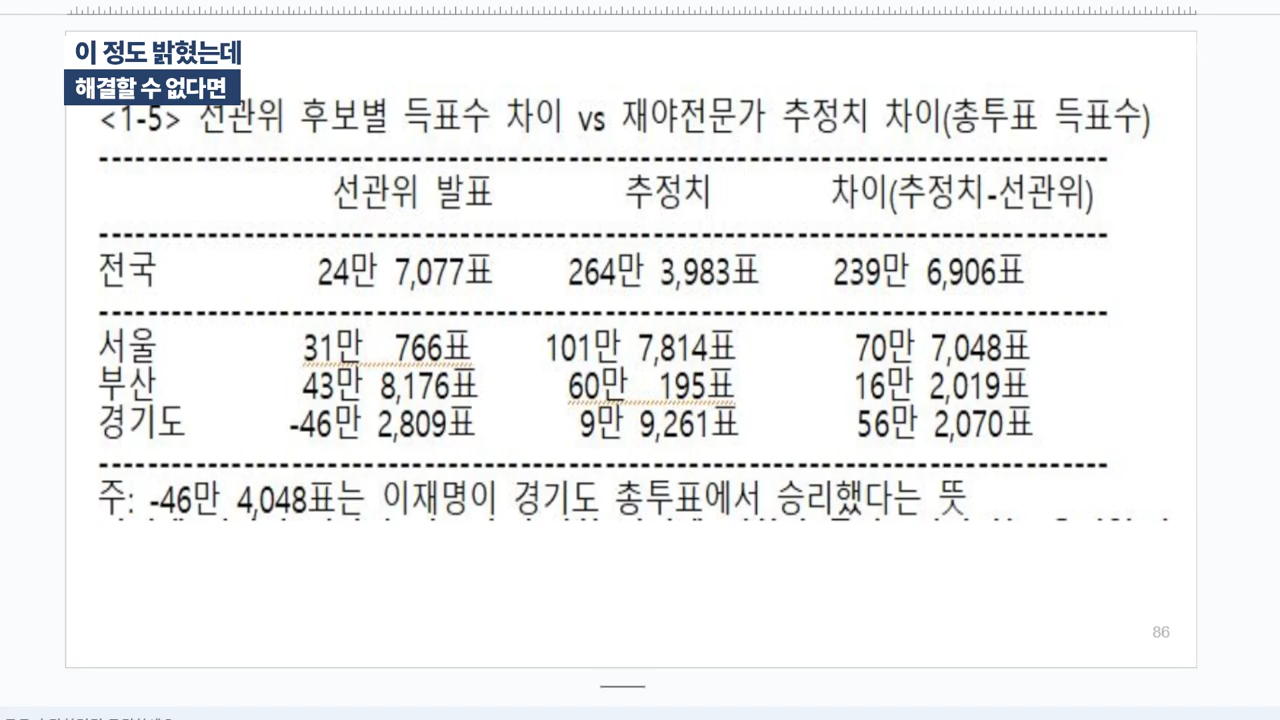 이 정도 밝혔는데
해결할 수 없다면
<1-5> 선관위 후보별 득표수 차이 vs 재야전문가 추정치 차이(총투표 득표수)
선관위 발표 추정치 차이(추정치-선관위)
전국 24만 7,077표 264만 3,983표 239만 6,906표
서울 31만 766표 101만 7,814표 70만 7,048표
부산 43만 8,176표 60만 195표 16만 2,019표
경기도 -46만 2,809표 9만 9,261표 56만 2,070표
주: -46만 4,048표는 이재명이 경기도 총투표에서 승리했다는 뜻
86